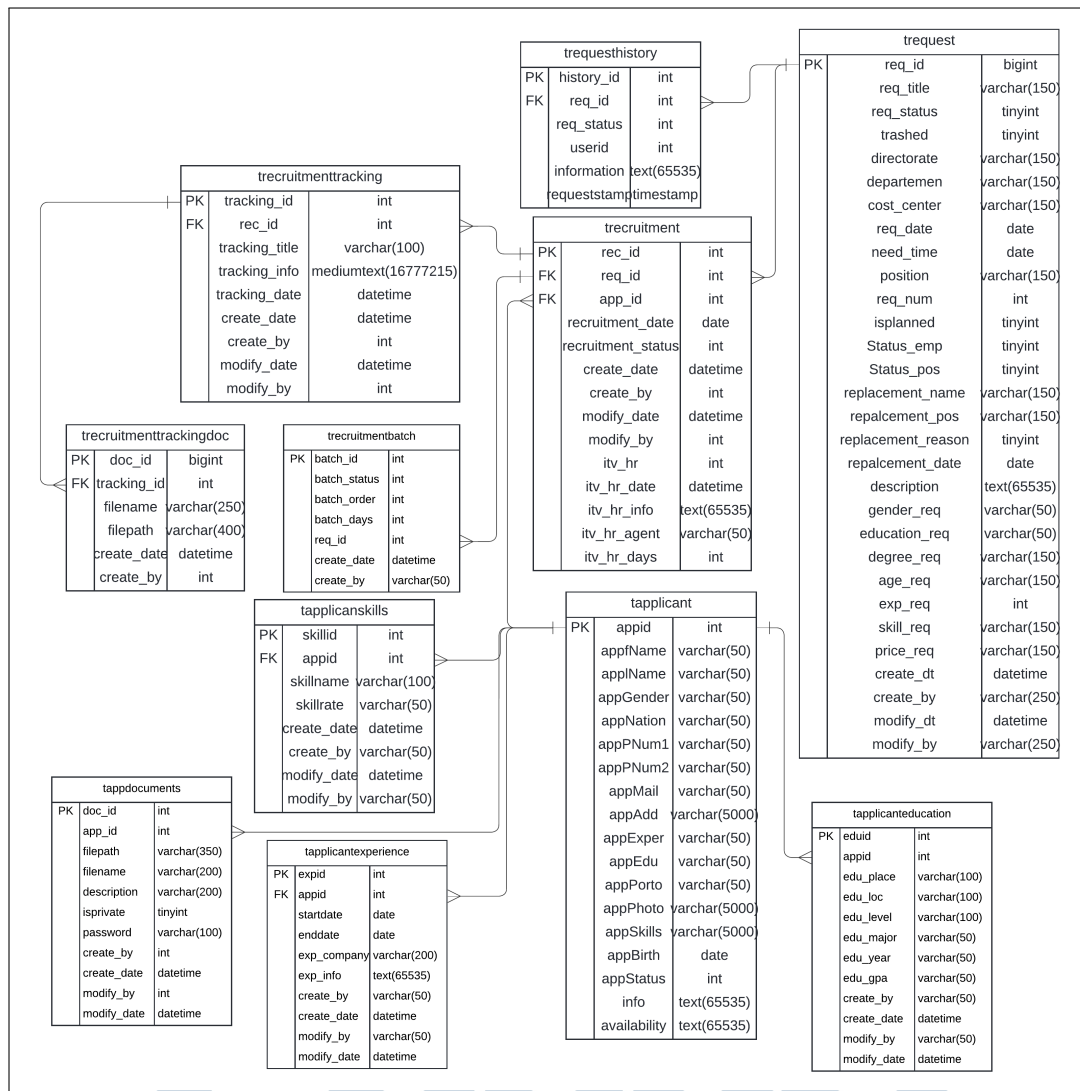 trequesthistory
PK history_id int
FK req_id int
req_status int
userid int
information text(65535)
requeststamp timestamp
trequest
PK req_id bigint
req_title varchar(150)
req_status tinyint
trashed tinyint
directorate varchar(150)
departemen varchar(150)
cost_center varchar(150)
req_date date
need_time date
position varchar(150)
req_num int
isplanned tinyint
Status_emp tinyint
Status_pos tinyint
replacement_name varchar(150)
repalcement_pos varchar(150)
replacement_reason tinyint
repalcement_date date
description text(65535)
gender_req varchar(50)
education_req varchar(50)
degree_req varchar(150)
age_req varchar(150)
exp_req int
skill_req varchar(150)
price_req varchar(150)
create_dt datetime
create_by varchar(250)
modify_dt datetime
modify_by varchar(250)
trecruitmenttracking
PK tracking_id int
FK rec_id int
tracking_title varchar(100)
tracking_info mediumtext(16777215)
tracking_date datetime
create_date datetime
create_by int
modify_date datetime
modify_by int
trecruitment
PK rec_id int
FK req_id int
FK app_id int
recruitment_date date
recruitment_status int
create_date datetime
create_by int
modify_date datetime
modify_by int
itv_hr int
itv_hr_date datetime
itv_hr_info text(65535)
itv_hr_agent varchar(50)
itv_hr_days int
trecruitmenttrackingdoc
PK doc_id bigint
FK tracking_id int
filename varchar(250)
filepath varchar(400)
create_date datetime
create_by int
trecruitmentbatch
PK batch_id int
batch_status int
batch_order int
batch_days int
req_id int
create_date datetime
create_by varchar(50)
tapplicanskills
PK skillid int
FK appid int
skillname varchar(100)
skillrate varchar(50)
create_date datetime
create_by varchar(50)
modify_date datetime
modify_by varchar(50)
tapplicant
PK appid int
appfName varchar(50)
applName varchar(50)
appGender varchar(50)
appNation varchar(50)
appPNum1 varchar(50)
appPNum2 varchar(50)
appMail varchar(50)
appAdd varchar(5000)
appExper varchar(50)
appEdu varchar(50)
appPorto varchar(50)
appPhoto varchar(5000)
appSkills varchar(5000)
appBirth date
appStatus int
info text(65535)
availability text(65535)
tappdocuments
PK doc_id int
app_id int
filepath varchar(350)
filename varchar(200)
description varchar(200)
isprivate tinyint
password varchar(100)
create_by int
create_date datetime
modify_by int
modify_date datetime
tapplicantexperience
PK expid int
FK appid int
startdate date
enddate date
exp_company varchar(200)
exp_info text(65535)
create_by varchar(50)
create_date datetime
modify_by varchar(50)
modify_date datetime
tapplicanteducation
PK eduid int
appid int
edu_place varchar(100)
edu_loc varchar(100)
edu_level varchar(100)
edu_major varchar(50)
edu_year varchar(50)
edu_gpa varchar(50)
create_by varchar(50)
create_date datetime
modify_by varchar(50)
modify_date datetime